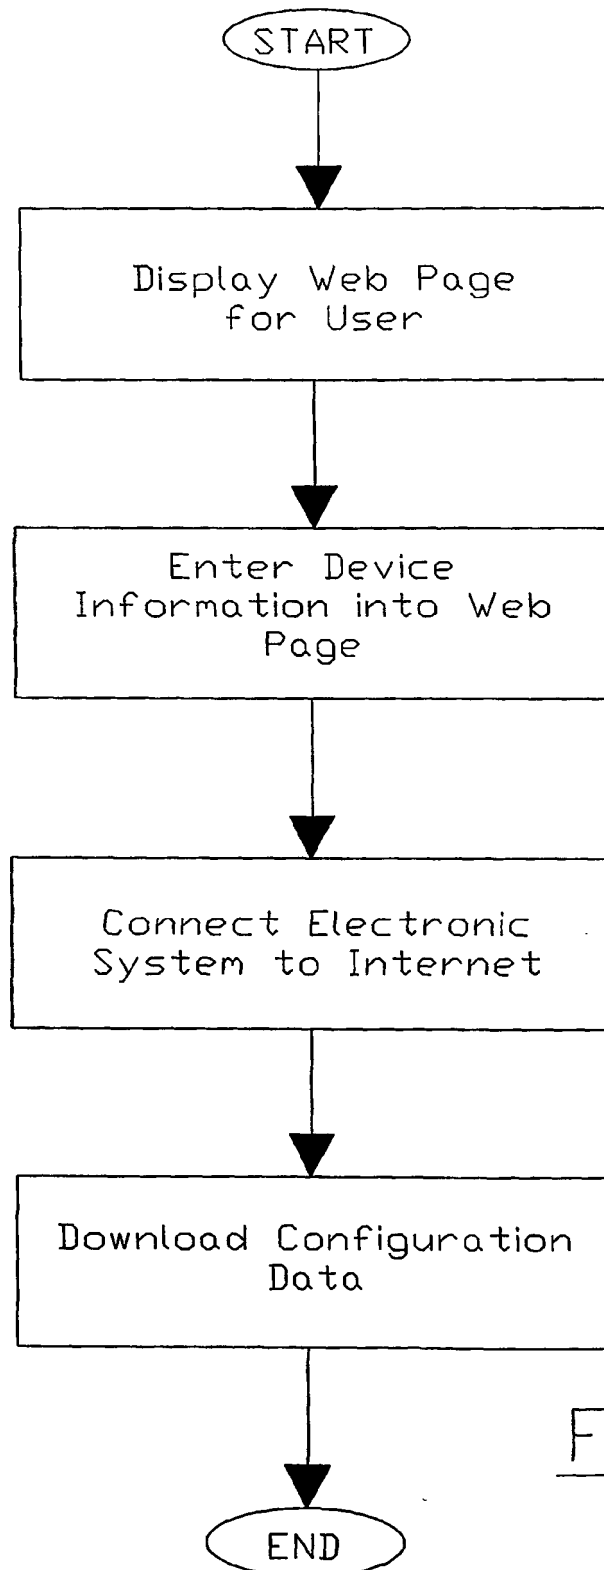 START
Display Web Page
for User
Enter Device
Information into Web
Page
Connect Electronic
System to Internet
Download Configuration
Data
F
END